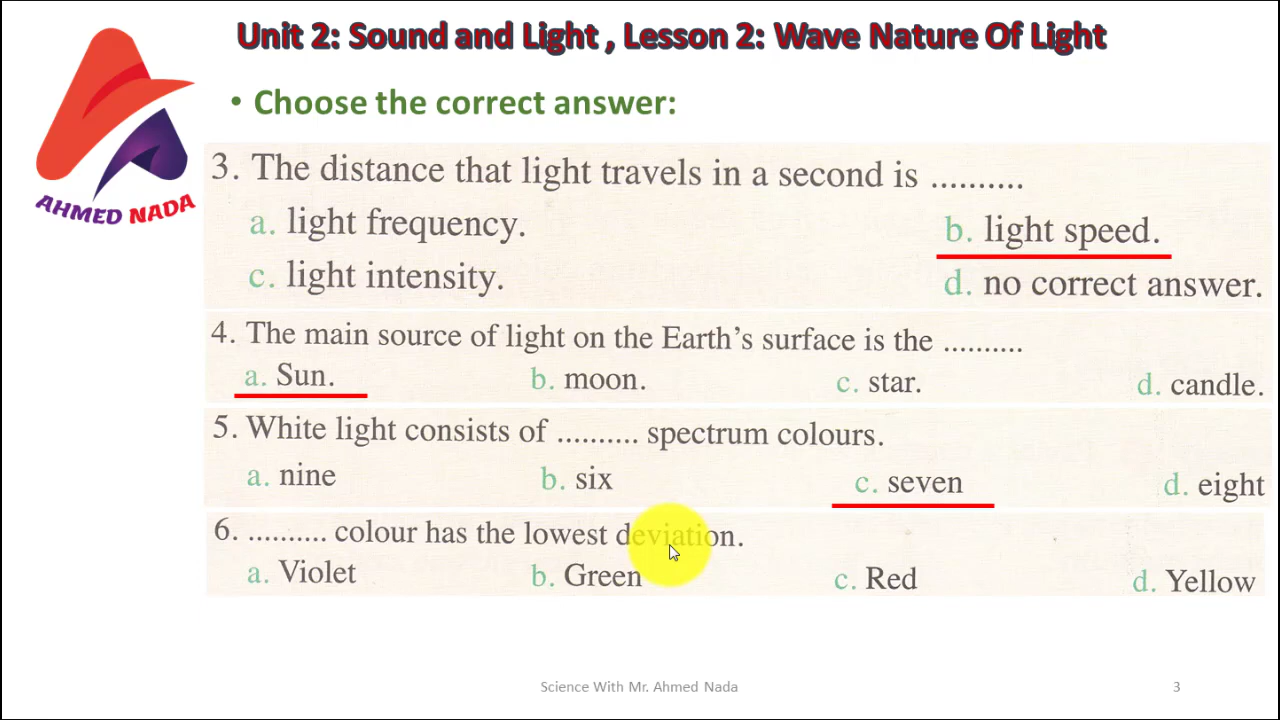 Unit 2: Sound and Light , Lesson 2: Wave Nature Of Light
AHMED NADA
• Choose the correct answer:
3. The distance that light travels in a second is ..........
a. light frequency. b. light speed.
c. light intensity. d. no correct answer.
4. The main source of light on the Earth's surface is the ..........
a. Sun. b. moon. c. star. d. candle.
5. White light consists of .......... spectrum colours.
a. nine b. six c. seven d. eight
6. .......... colour has the lowest deviation.
a. Violet b. Green c. Red d. Yellow
Science With Mr. Ahmed Nada 3